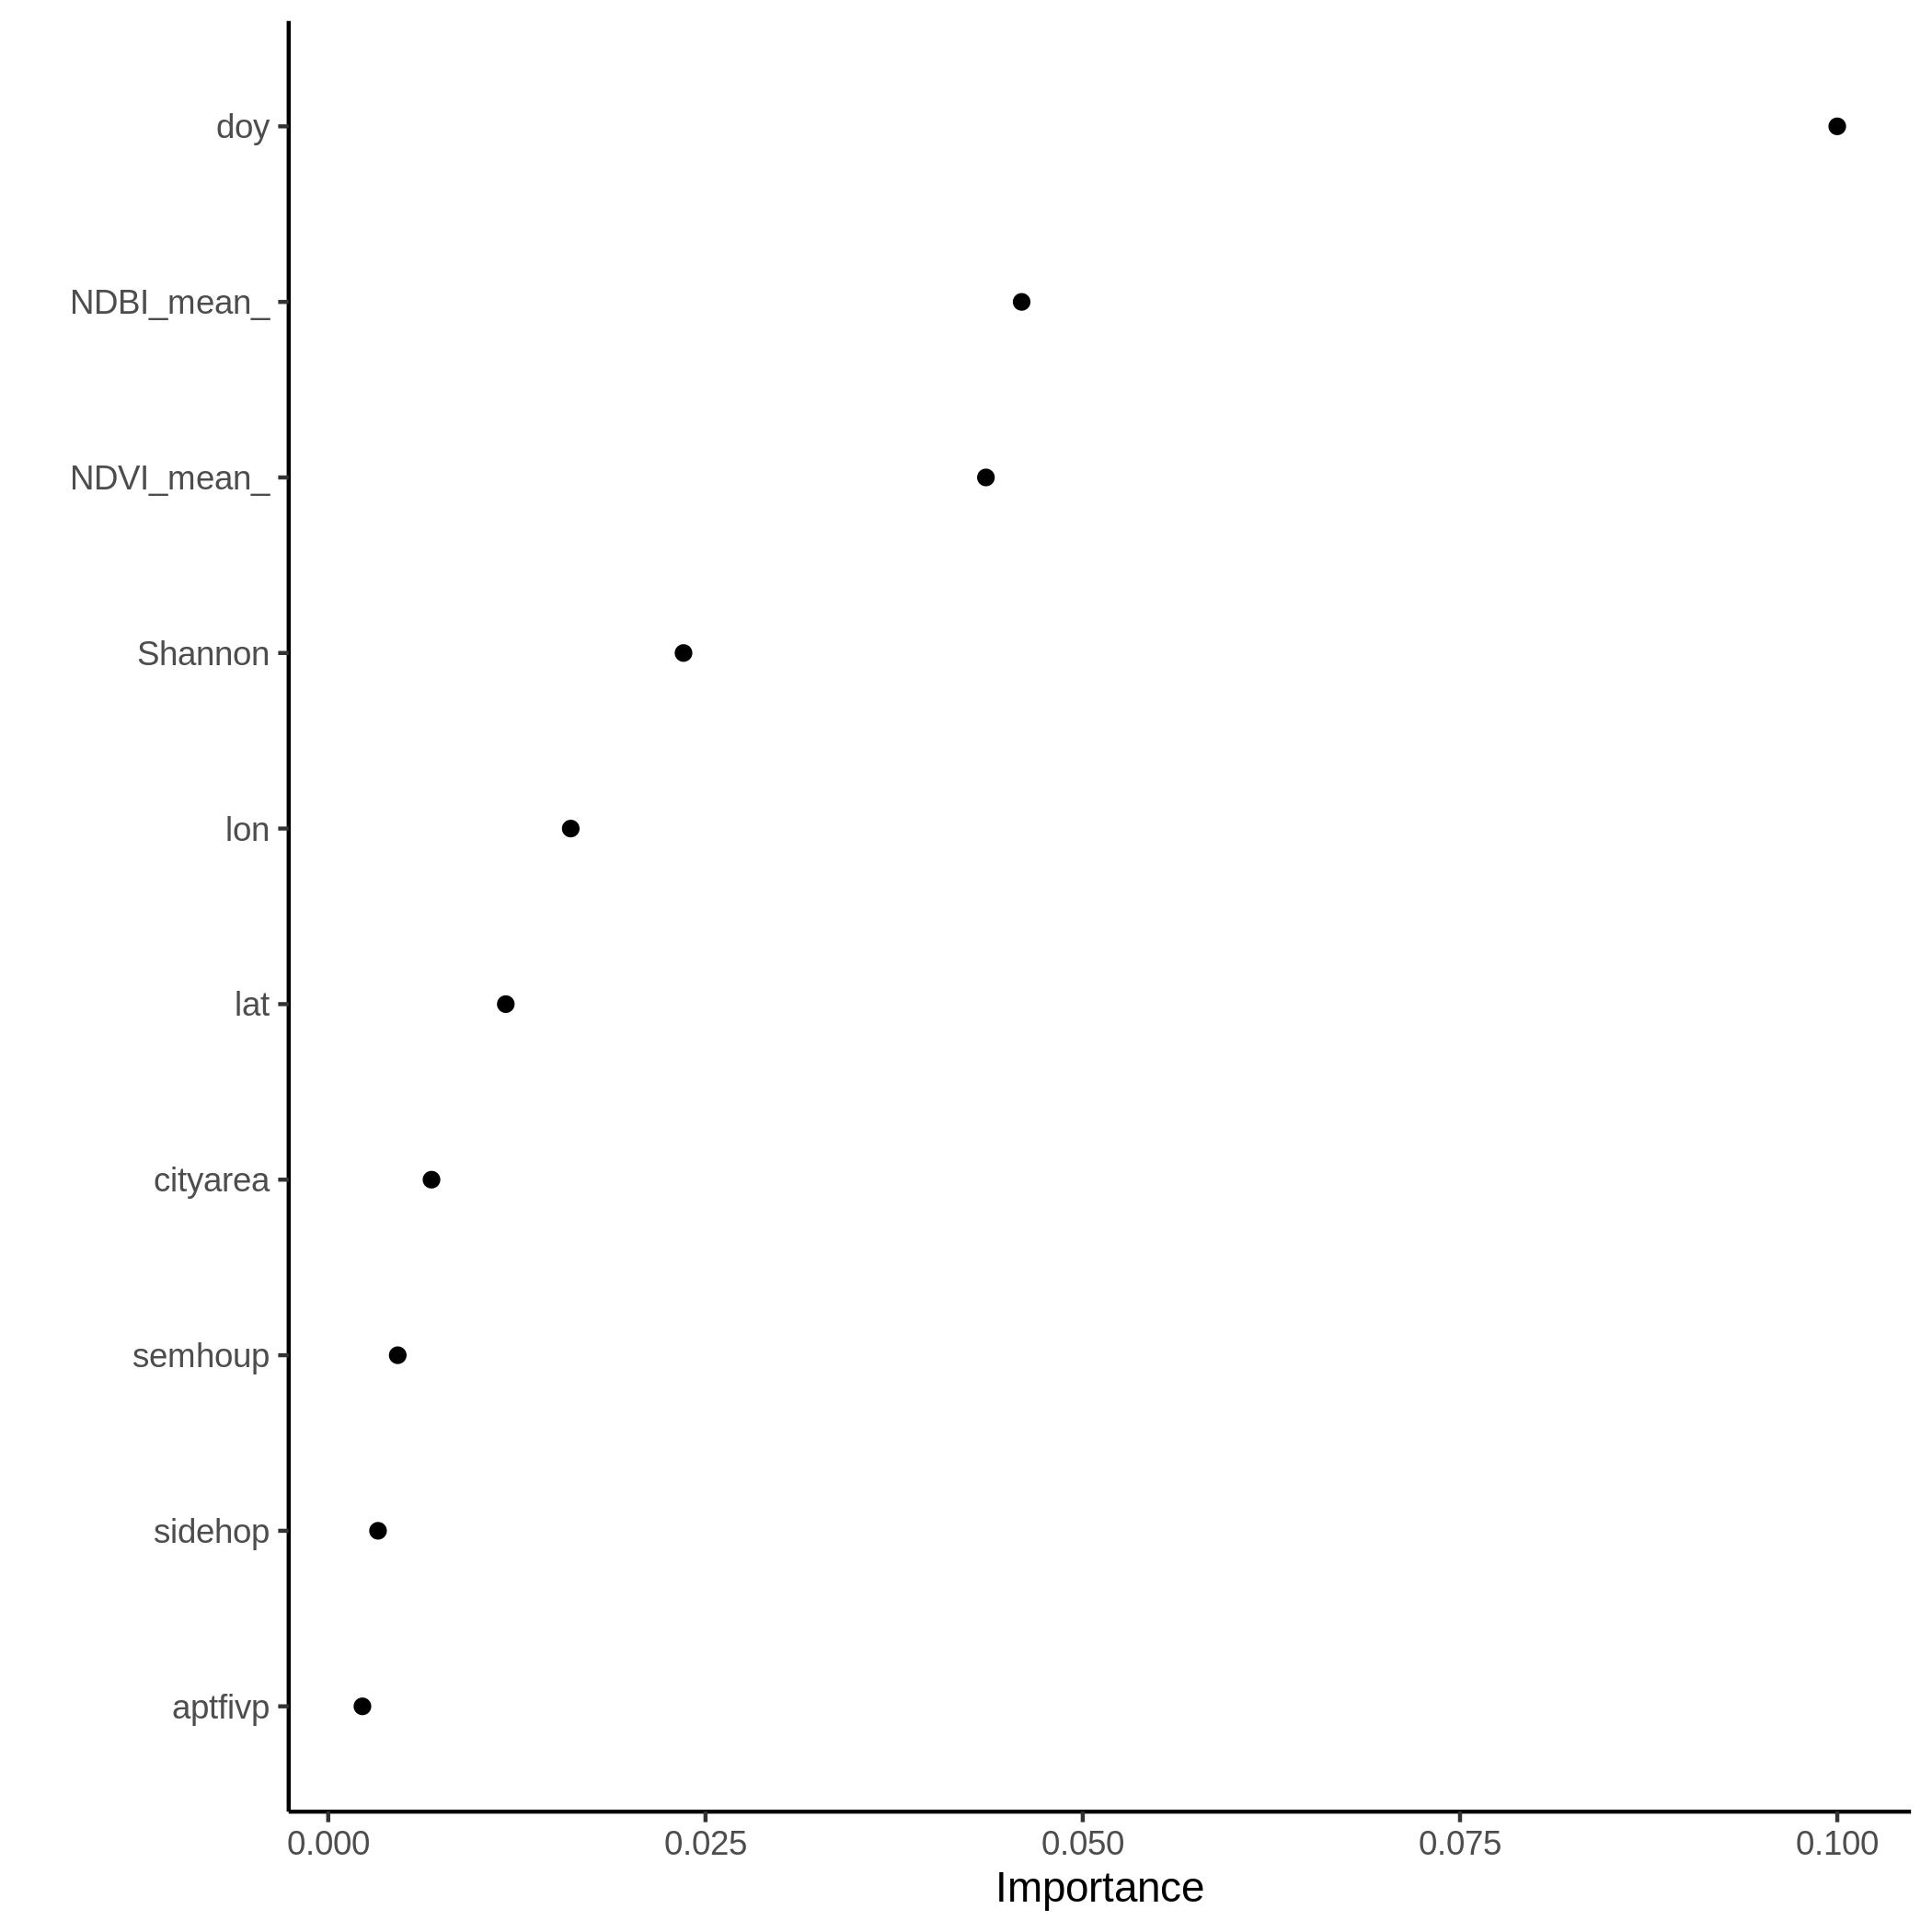 doy
NDBI_mean_
NDVI_mean_
Shannon
lon
lat
cityarea
semhoup
sidehop
aptfivp
0.000 0.025 0.050 0.075 0.100
Importance